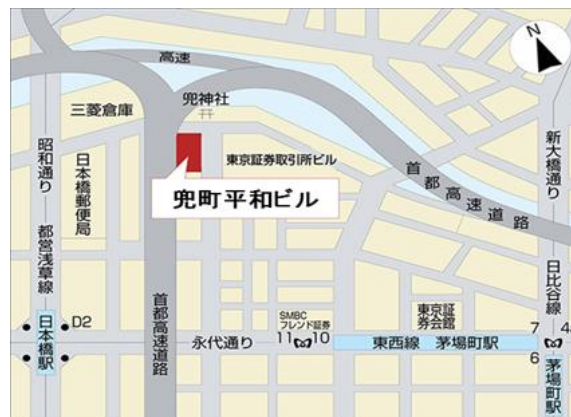 N
高速
兜神社
三菱倉庫
昭和通り
日本橋郵便局
東京証券取引所ビル
兜町平和ビル
首都高速道路
新大橋通り
都営浅草線
日本橋駅
D2
首都高速道路
永代通り
SMBC
フレンド証券
11
10
東京証
券会館
東西線 茅場町駅
日比谷線
7
4
6
茅場町駅